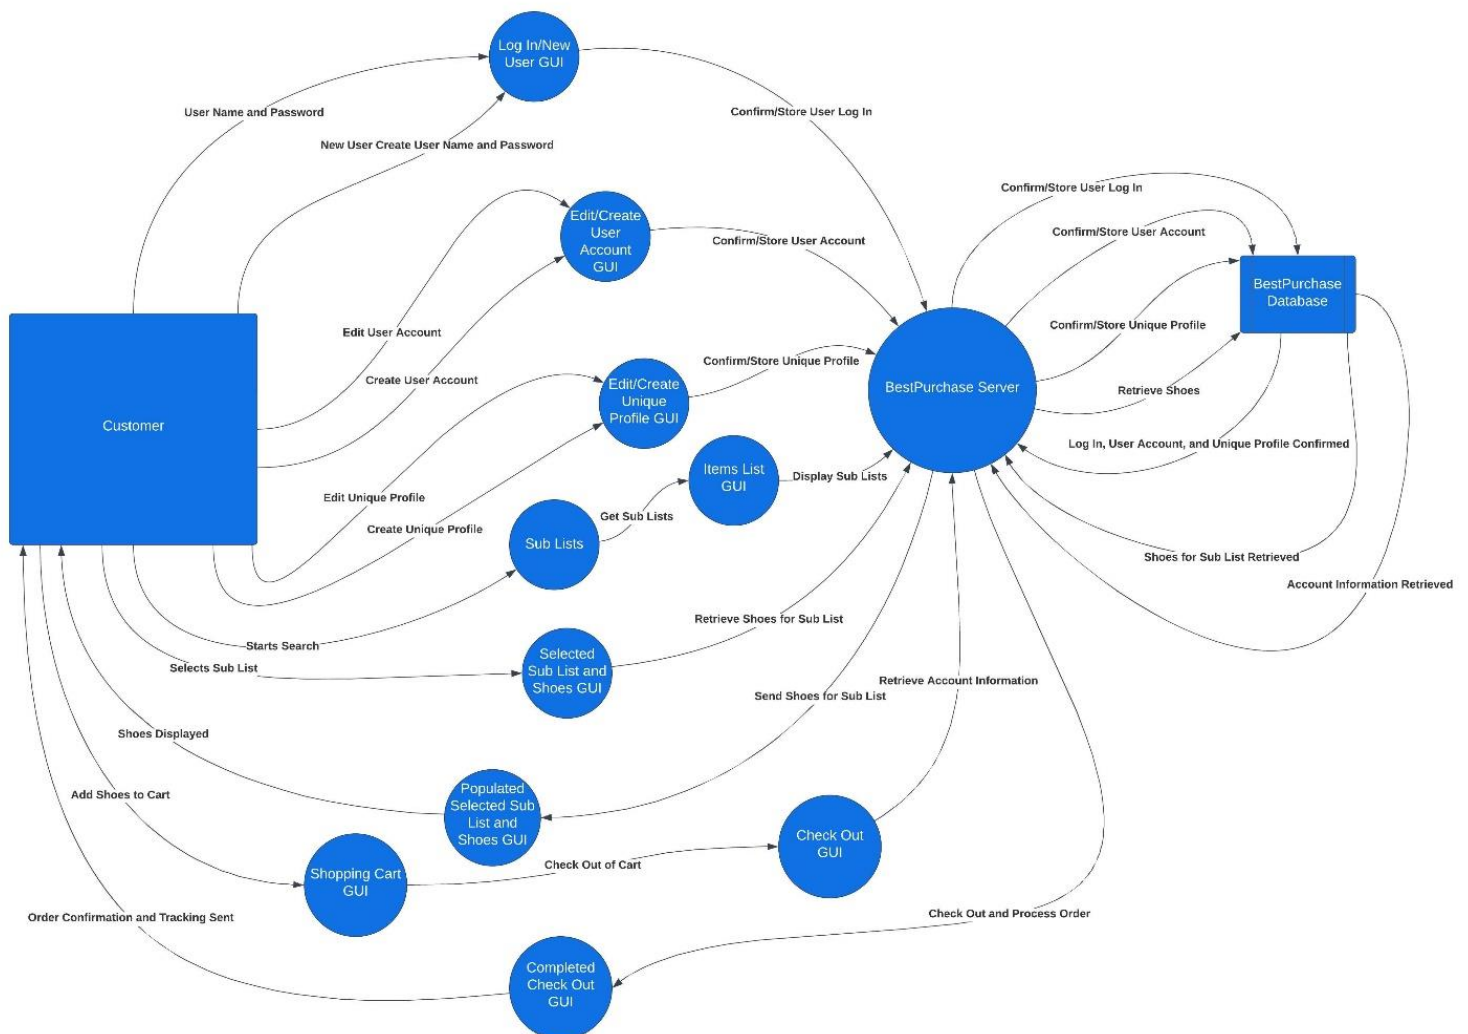 Log In/New
User GUI
User Name and Password
Confirm/Store User Log In
New User Create User Name and Password
Confirm/Store User Log In
Edit/Create
User
Account
GUI
Confirm/Store User Account
Confirm/Store User Account
BestPurchase
Database
Edit User Account
Confirm/Store Unique Profile
Confirm/Store Unique Profile
Create User Account
Edit/Create
Unique
Profile GUI
BestPurchase Server
Retrieve Shoes
Customer
Log In, User Account, and Unique Profile Confirmed
Items List
GUI
Display Sub Lists
Edit Unique Profile
Get Sub Lists
Create Unique Profile
Sub Lists
Shoes for Sub List Retrieved
Account Information Retrieved
Retrieve Shoes for Sub List
Starts Search
Selects Sub List
Selected
Sub List and
Shoes GUI
Retrieve Account Information
Send Shoes for Sub List
Shoes Displayed
Add Shoes to Cart
Populated
Selected Sub
List and
Shoes GUI
Check Out
GUI
Check Out of Cart
Shopping Cart
GUI
Order Confirmation and Tracking Sent
Check Out and Process Order
Completed
Check Out
GUI